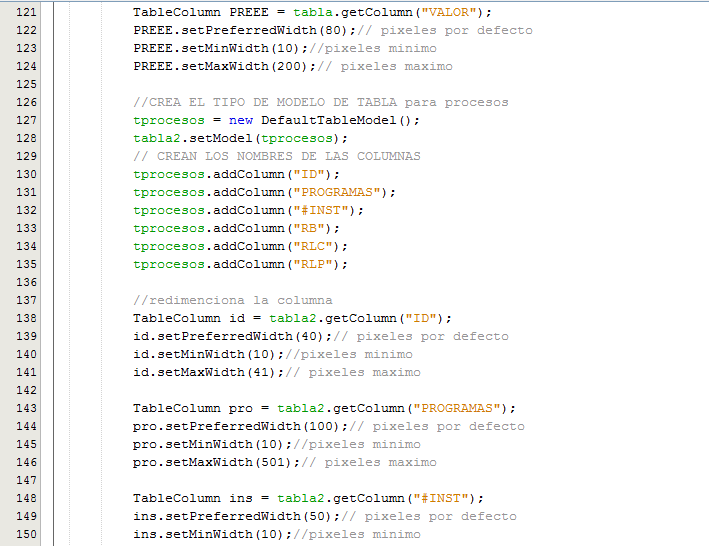 121 TableColumn PREEE = tabla.getColumn("VALOR");
122 PREEE.setPreferredWidth(80);// pixeles por defecto
123 PREEE.setMinWidth(10);//pixeles minimo
124 PREEE.setMaxWidth(200);// pixeles maximo
125
126 //CREA EL TIPO DE MODELO DE TABLA para procesos
127 tprocesos = new DefaultTableModel();
128 tabla2.setModel(tprocesos);
129 // CREAN LOS NOMBRES DE LAS COLUMNAS
130 tprocesos.addColumn("ID");
131 tprocesos.addColumn("PROGRAMAS");
132 tprocesos.addColumn("#INST");
133 tprocesos.addColumn("RB");
134 tprocesos.addColumn("RLC");
135 tprocesos.addColumn("RLP");
136
137 //redimenciona la columna
138 TableColumn id = tabla2.getColumn("ID");
139 id.setPreferredWidth(40);// pixeles por defecto
140 id.setMinWidth(10);//pixeles minimo
141 id.setMaxWidth(41);// pixeles maximo
142
143 TableColumn pro = tabla2.getColumn("PROGRAMAS");
144 pro.setPreferredWidth(100);// pixeles por defecto
145 pro.setMinWidth(10);//pixeles minimo
146 pro.setMaxWidth(501);// pixeles maximo
147
148 TableColumn ins = tabla2.getColumn("#INST");
149 ins.setPreferredWidth(50);// pixeles por defecto
150 ins.setMinWidth(10);//pixeles minimo